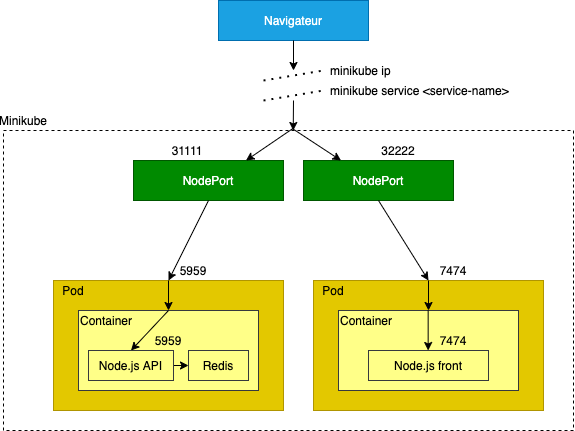 Navigateur
minikube ip
minikube service <service-name>
Minikube
31111
32222
NodePort
NodePort
5959
7474
Pod
Pod
Container
Container
5959
7474
Node.js API
Redis
Node.js front